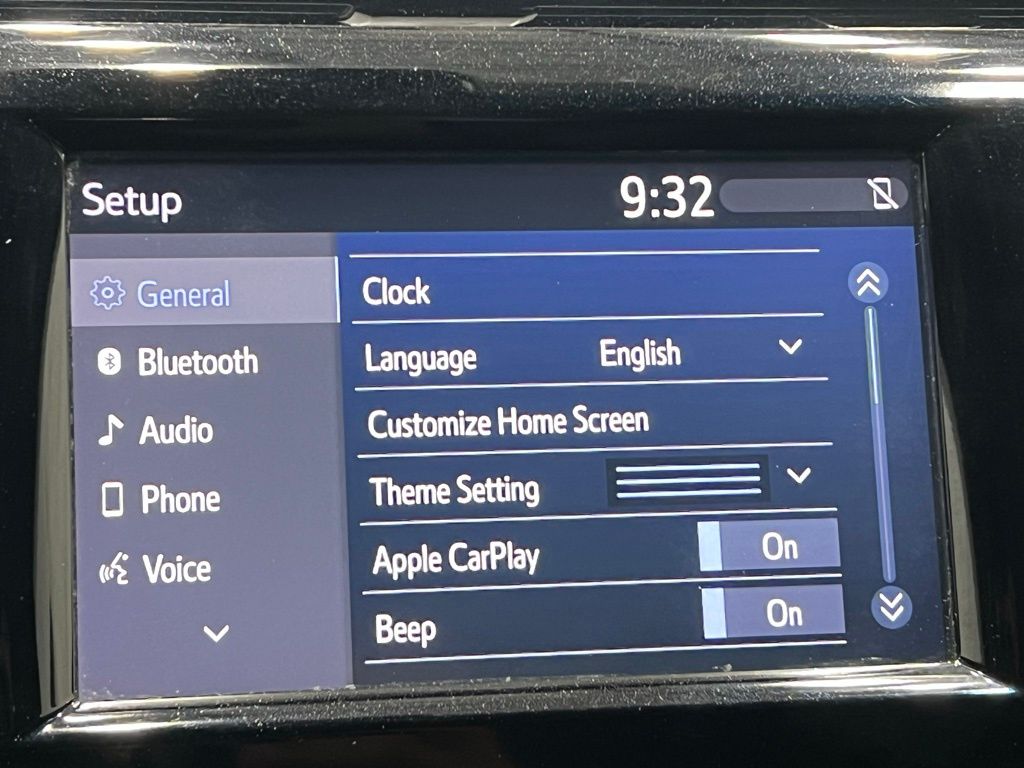 Setup 9:32
General
Bluetooth
Audio
Phone
Voice
Clock
Language English
Customize Home Screen
Theme Setting
Apple CarPlay On
Beep On